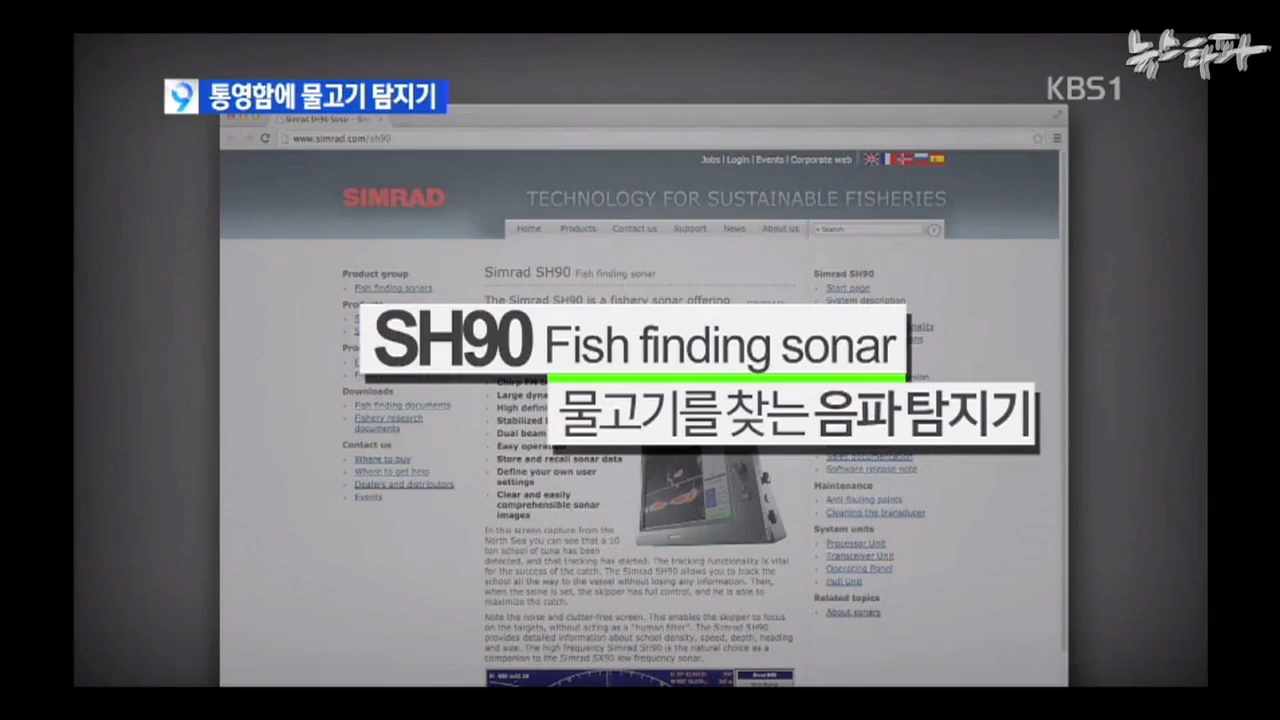 뉴스타파
KBS1
9 통영함에 물고기 탐지기
Simrad SH90 Sonar
www.simrad.com/sh90
Jobs | Login | Events | Corporate web
SIMRAD
TECHNOLOGY FOR SUSTAINABLE FISHERIES
Home Products Contact us Support News About us Search
Product group
Fish finding sonars
Downloads
Fish finding documents
Fishery research
documents
Contact us
Where to buy
Where to get help
Dealers and distributors
Events
Simrad SH90 Fish finding sonar
The Simrad SH90 is a fishery sonar offering
SH90 Fish finding sonar
물고기를 찾는 음파 탐지기
Large
High
Stabilized
Dual beam
Easy
Store and recall sonar data
Define your own user
settings
Clear and easily
comprehensible sonar
images
In this screen capture from the
North Sea you can see that a 10
ton school of tuna has been
detected, and that tracking has started. The tracking functionality is vital
for the success of the catch. The Simrad SH90 allows you to track the
school all the way to the vessel without losing any information. Then,
when the seine is set, the skipper has full control, and he is able to
maximize the catch.
Note the noise and clutter-free screen. This enables the skipper to focus
on the targets, without acting as a "human filter". The Simrad SH90
provides detailed information about school density, speed, depth, heading
and size. The high frequency Simrad SH90 is the natural choice as a
companion to the Simrad SX90 low frequency sonar.
Simrad SH90
Start page
System description
Sales documentation
Software release note
Maintenance
Anti-fouling paints
Cleaning the transducer
System units
Processor Unit
Transceiver Unit
Operating Panel
Hull Unit
Related topics
About sonars